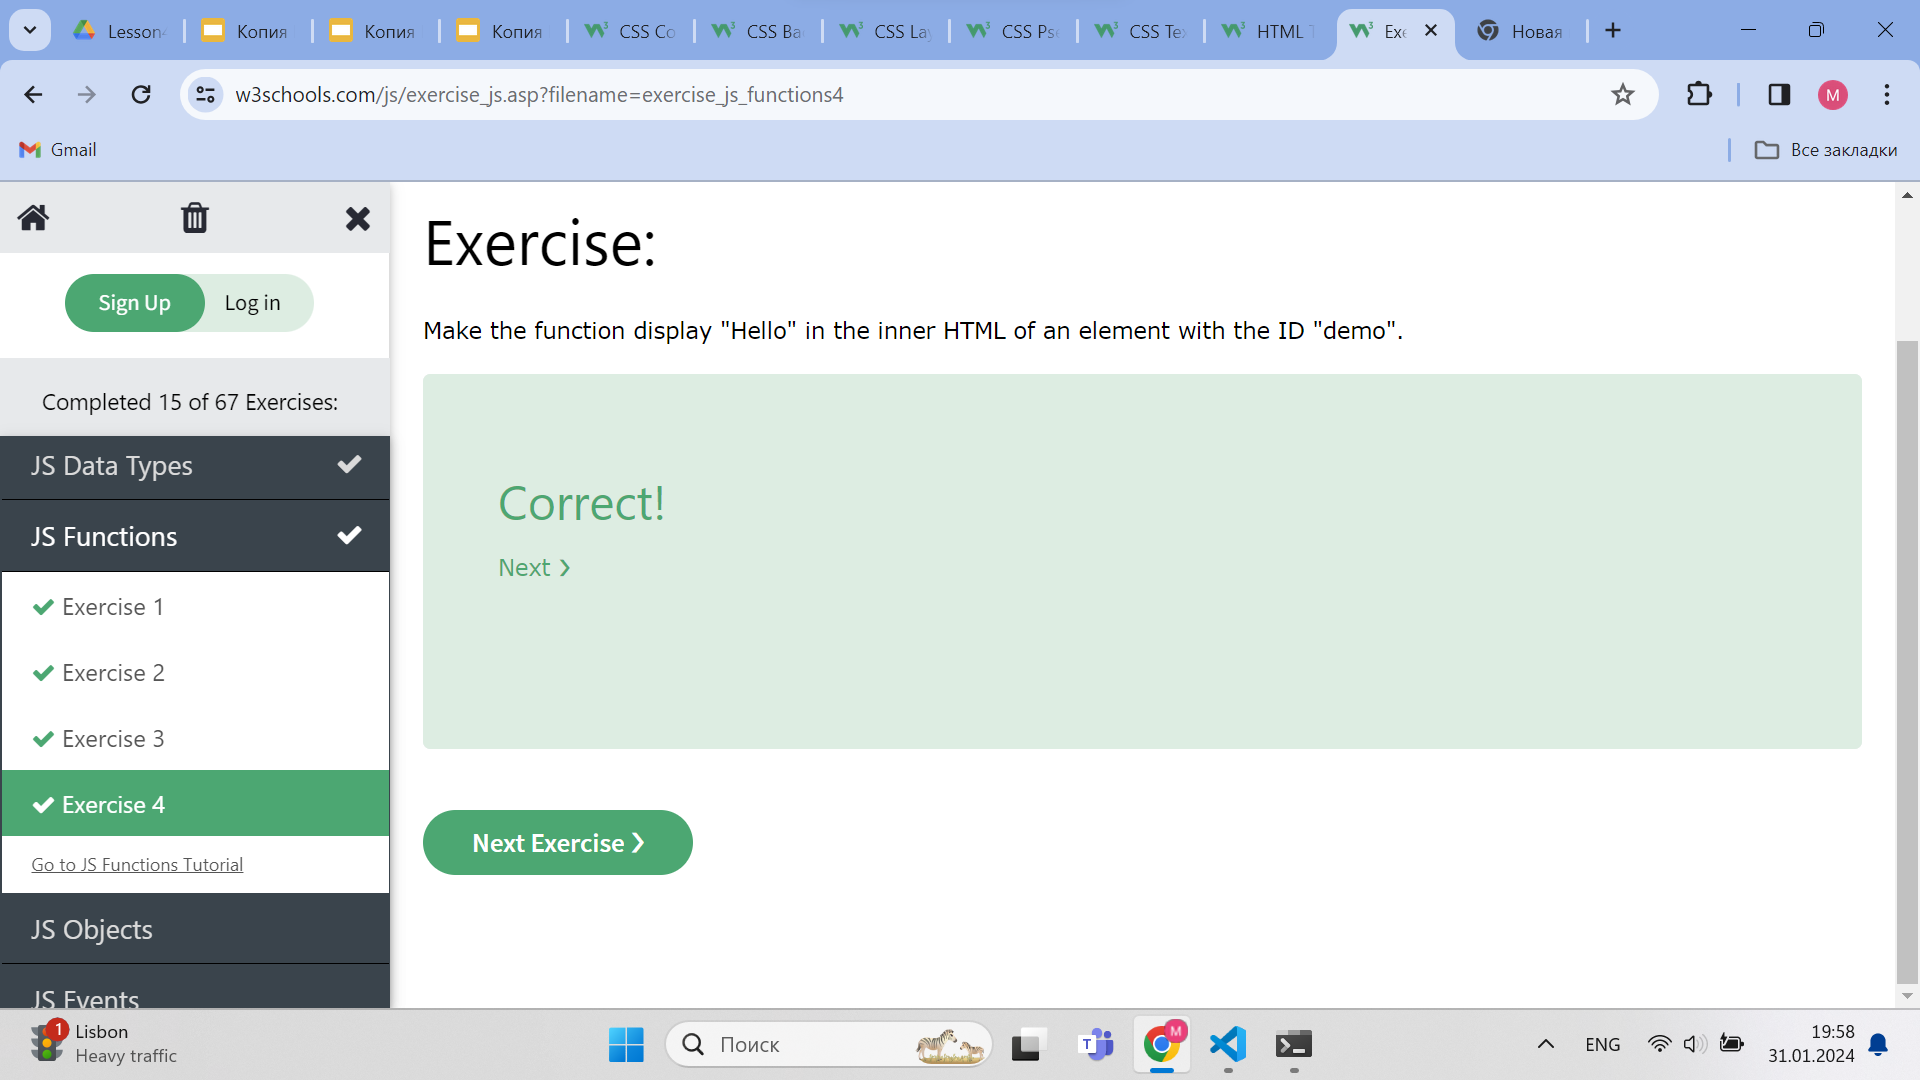 Lesson
Копия
Копия
Копия
CSS Co
CSS Ba
CSS Lay
CSS Pse
CSS Tex
HTML T
Exe
Новая
w3schools.com/js/exercise_js.asp?filename=exercise_js_functions4
M
Gmail
Все закладки
Sign Up
Log in
Completed 15 of 67 Exercises:
JS Data Types
JS Functions
Exercise 1
Exercise 2
Exercise 3
Exercise 4
Go to JS Functions Tutorial
JS Objects
JS Events
Exercise:
Make the function display "Hello" in the inner HTML of an element with the ID "demo".
Correct!
Next ❯
Next Exercise ❯
1
Lisbon
Heavy traffic
Поиск
T
M
ENG
19:58
31.01.2024